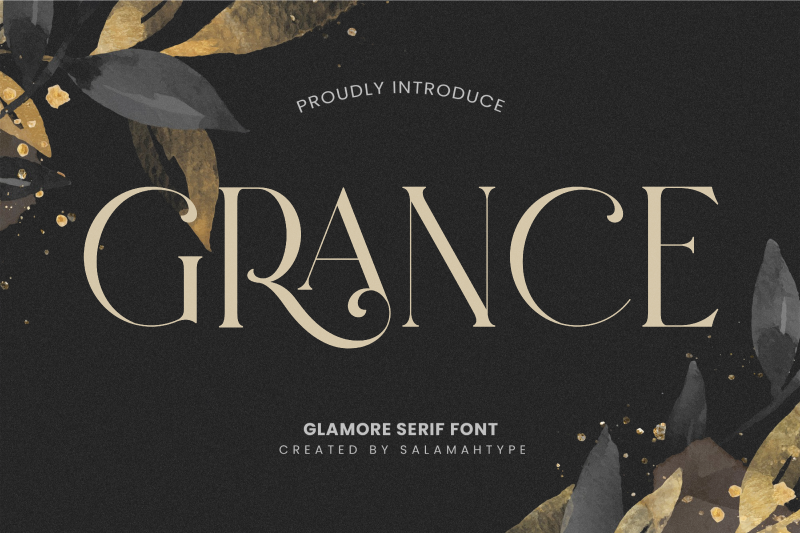 PROUDLY INTRODUCE
GRANCE
GLAMORE SERIF FONT
CREATED BY SALAMAHTYPE